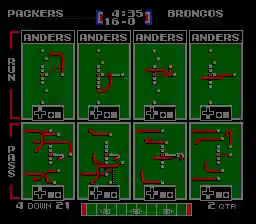 PACKERS 4:35 BRONCOS
16-0
ANDERS ANDERS ANDERS ANDERS
RUN
PASS
4 DOWN 21 2 QTR